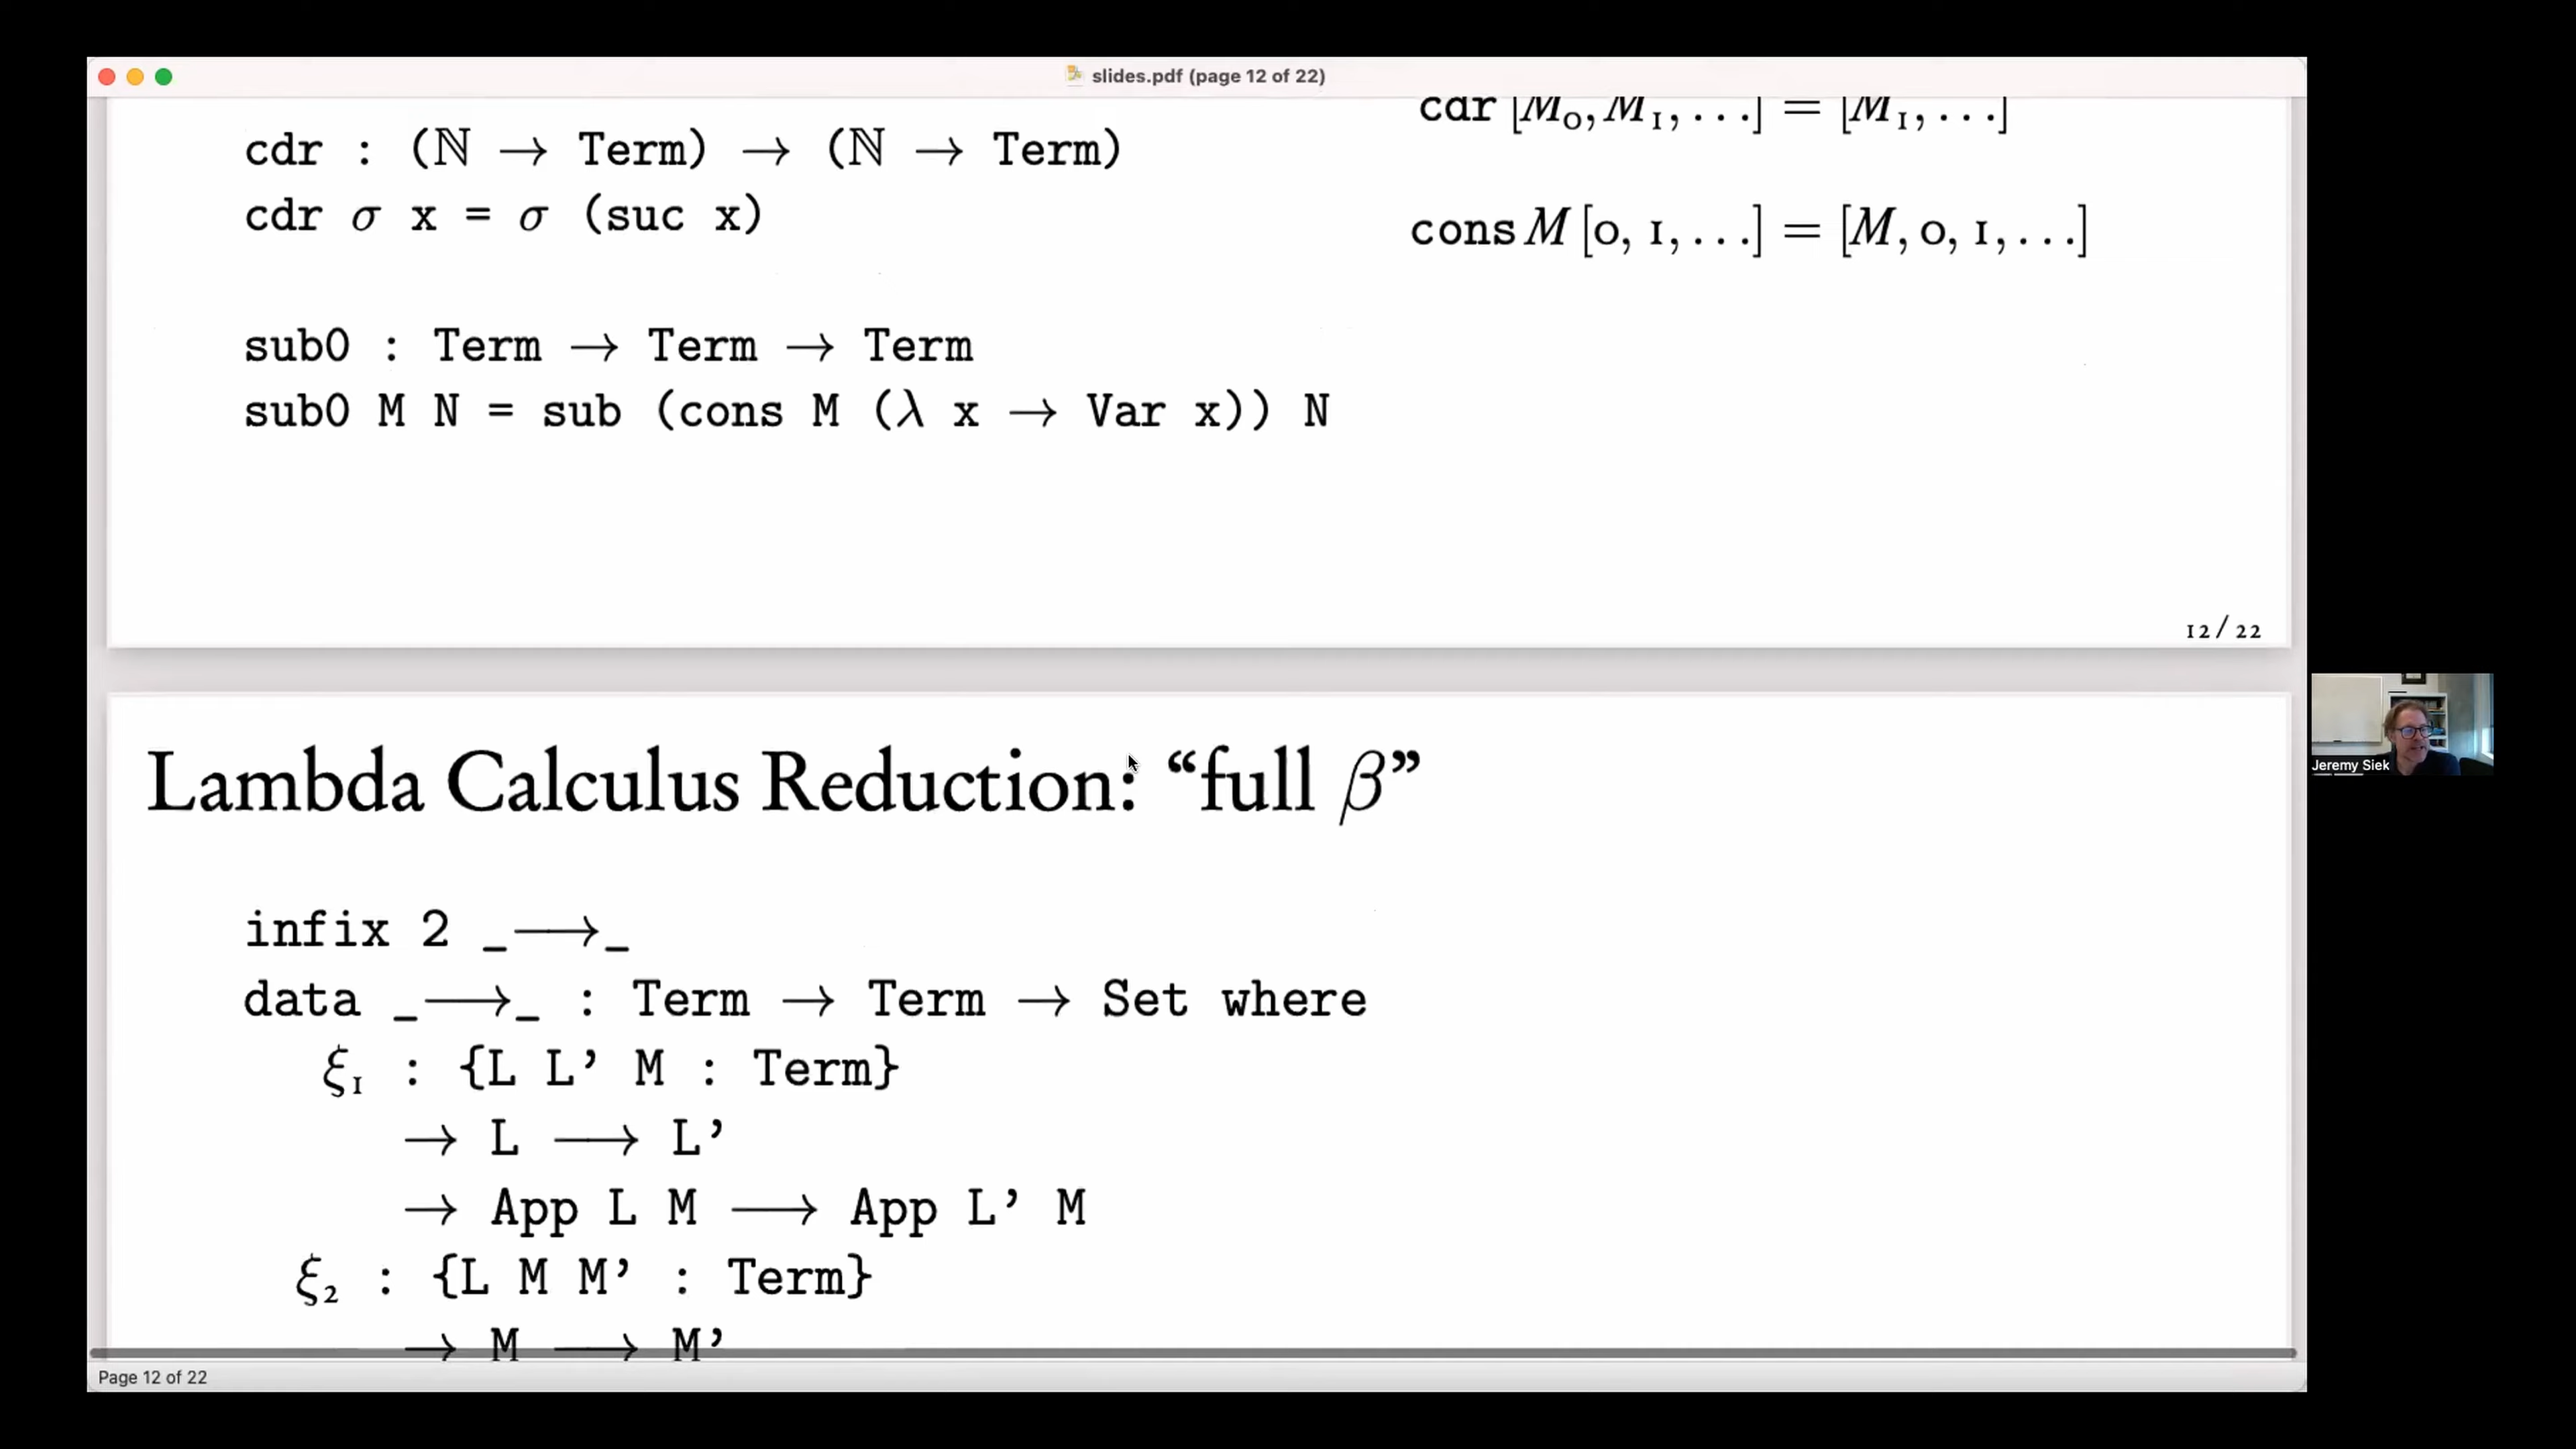 slides.pdf (page 12 of 22)
cdr : (ℕ → Term) → (ℕ → Term)
cdr σ x = σ (suc x)
cdr [M₀, M₁, ...] = [M₁, ...]
cons M [0, 1, ...] = [M, 0, 1, ...]
sub0 : Term → Term → Term
sub0 M N = sub (cons M (λ x → Var x)) N
12 / 22
Lambda Calculus Reduction: “full β”
infix 2 _⟶_
data _⟶_ : Term → Term → Set where
ξ₁ : {L L’ M : Term}
→ L ⟶ L’
→ App L M ⟶ App L’ M
ξ₂ : {L M M’ : Term}
→ M ⟶ M’
Page 12 of 22
Jeremy Siek